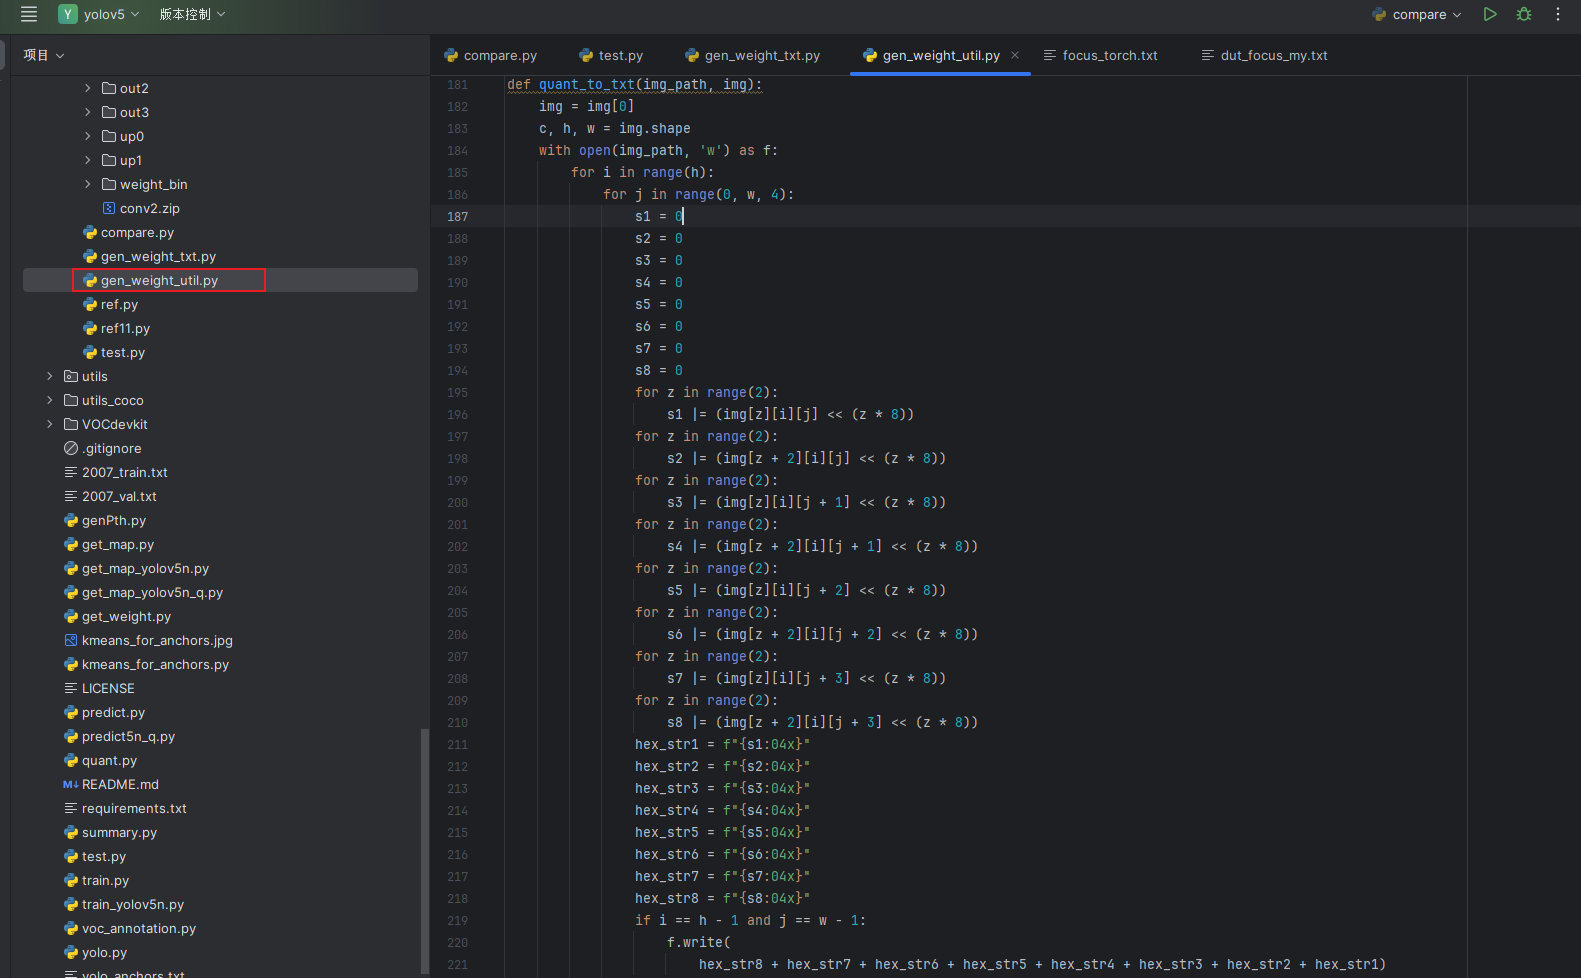 Y yolov5 版本控制 compare
项目
out2
out3
up0
up1
weight_bin
conv2.zip
compare.py
gen_weight_txt.py
gen_weight_util.py
ref.py
ref11.py
test.py
utils
utils_coco
VOCdevkit
.gitignore
2007_train.txt
2007_val.txt
genPth.py
get_map.py
get_map_yolov5n.py
get_map_yolov5n_q.py
get_weight.py
kmeans_for_anchors.jpg
kmeans_for_anchors.py
LICENSE
predict.py
predict5n_q.py
quant.py
M↓ README.md
requirements.txt
summary.py
test.py
train.py
train_yolov5n.py
voc_annotation.py
yolo.py
yolo_anchors.txt
compare.py test.py gen_weight_txt.py gen_weight_util.py focus_torch.txt dut_focus_my.txt
181 def quant_to_txt(img_path, img):
182 img = img[0]
183 c, h, w = img.shape
184 with open(img_path, 'w') as f:
185 for i in range(h):
186 for j in range(0, w, 4):
187 s1 = 0
188 s2 = 0
189 s3 = 0
190 s4 = 0
191 s5 = 0
192 s6 = 0
193 s7 = 0
194 s8 = 0
195 for z in range(2):
196 s1 |= (img[z][i][j] << (z * 8))
197 for z in range(2):
198 s2 |= (img[z + 2][i][j] << (z * 8))
199 for z in range(2):
200 s3 |= (img[z][i][j + 1] << (z * 8))
201 for z in range(2):
202 s4 |= (img[z + 2][i][j + 1] << (z * 8))
203 for z in range(2):
204 s5 |= (img[z][i][j + 2] << (z * 8))
205 for z in range(2):
206 s6 |= (img[z + 2][i][j + 2] << (z * 8))
207 for z in range(2):
208 s7 |= (img[z][i][j + 3] << (z * 8))
209 for z in range(2):
210 s8 |= (img[z + 2][i][j + 3] << (z * 8))
211 hex_str1 = f"{s1:04x}"
212 hex_str2 = f"{s2:04x}"
213 hex_str3 = f"{s3:04x}"
214 hex_str4 = f"{s4:04x}"
215 hex_str5 = f"{s5:04x}"
216 hex_str6 = f"{s6:04x}"
217 hex_str7 = f"{s7:04x}"
218 hex_str8 = f"{s8:04x}"
219 if i == h - 1 and j == w - 1:
220 f.write(
221 hex_str8 + hex_str7 + hex_str6 + hex_str5 + hex_str4 + hex_str3 + hex_str2 + hex_str1)